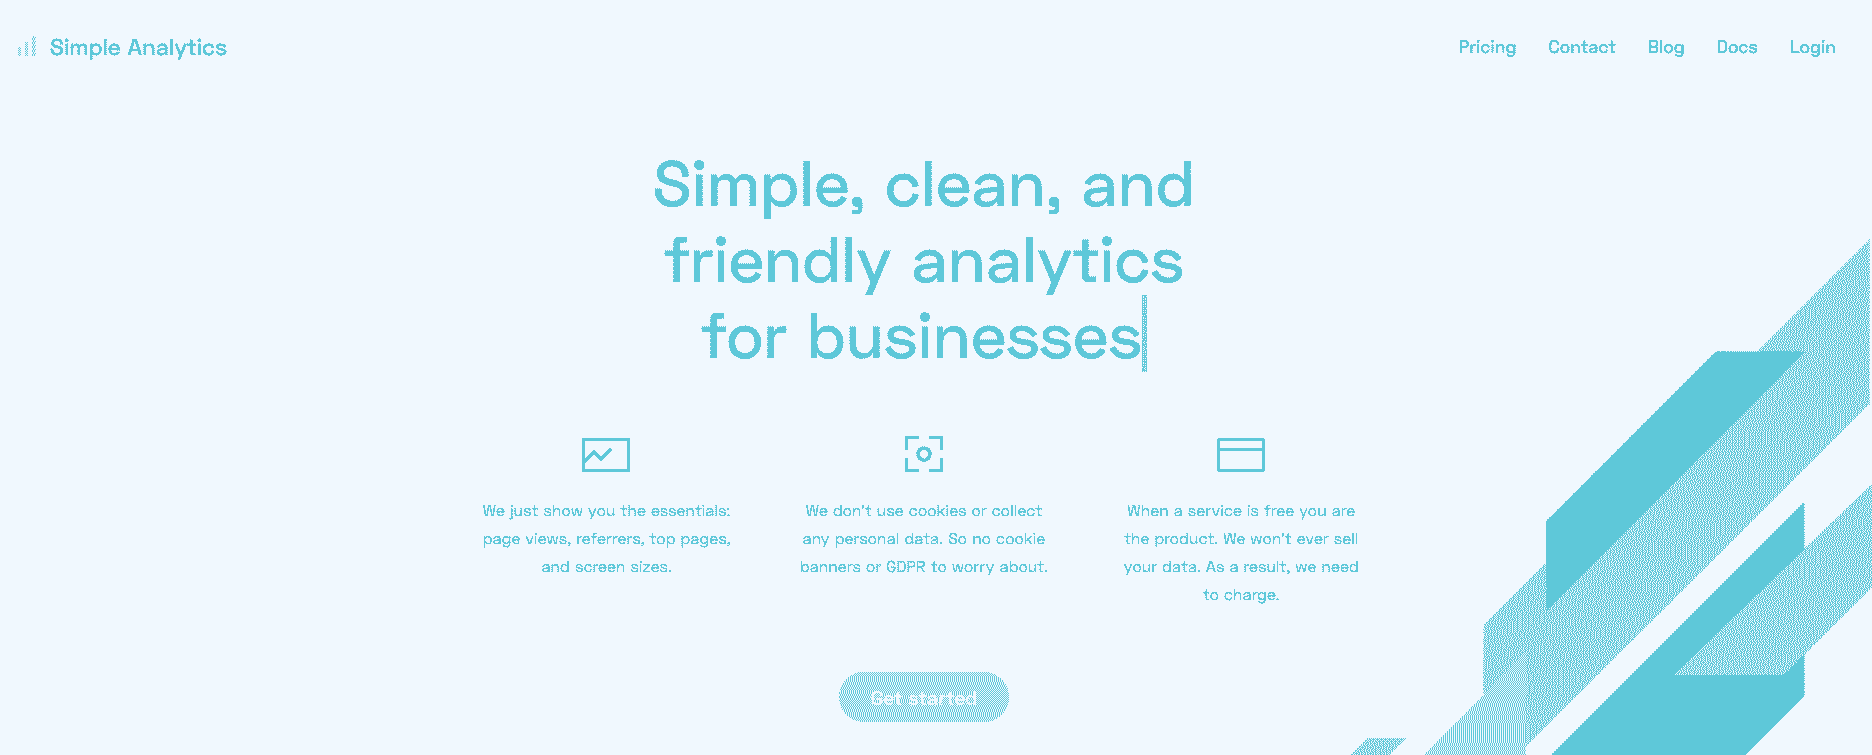 Simple Analytics
Pricing Contact Blog Docs Login
Simple, clean, and
friendly analytics
for businesses
We just show you the essentials:
page views, referrers, top pages,
and screen sizes.
We don't use cookies or collect
any personal data. So no cookie
banners or GDPR to worry about.
When a service is free you are
the product. We won't ever sell
your data. As a result, we need
to charge.
Get started